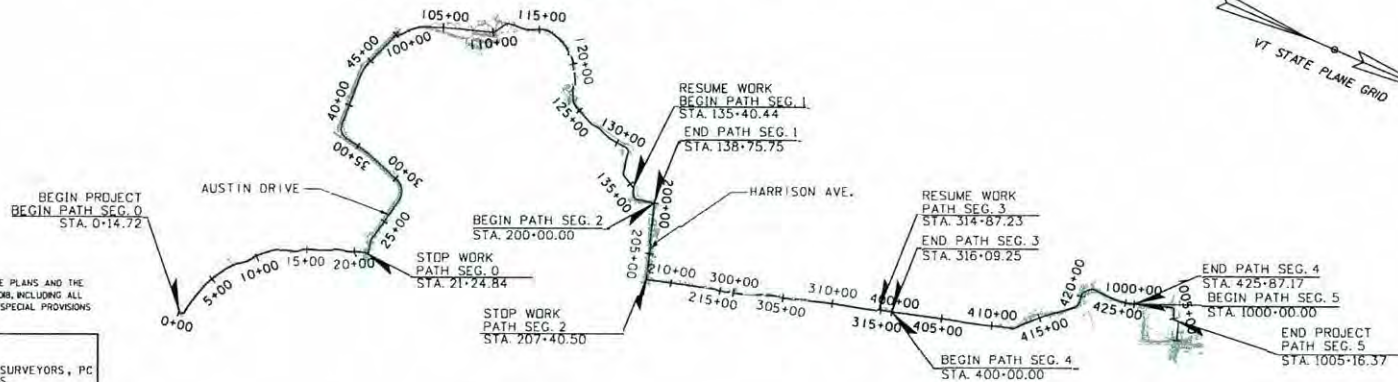 VT STATE PLANE GRID
105+00
115+00
100+00
110+00
45+00
120+00
40+00
125+00
130+00
35+00
30+00
135+00
RESUME WORK
BEGIN PATH SEG. 1
STA. 135+40.44
END PATH SEG. 1
STA. 138+75.75
200+00
HARRISON AVE.
AUSTIN DRIVE
BEGIN PROJECT
BEGIN PATH SEG. 0
STA. 0+14.72
25+00
BEGIN PATH SEG. 2
STA. 200+00.00
205+00
RESUME WORK
PATH SEG. 3
STA. 314+87.23
END PATH SEG. 3
STA. 316+09.25
0+00
5+00
10+00
15+00
20+00
STOP WORK
PATH SEG. 0
STA. 21+24.84
STOP WORK
PATH SEG. 2
STA. 207+40.50
210+00
215+00
300+00
305+00
310+00
315+00
400+00
405+00
410+00
415+00
420+00
425+00
1000+00
1005+00
END PATH SEG. 4
STA. 425+87.17
BEGIN PATH SEG. 5
STA. 1000+00.00
END PROJECT
PATH SEG. 5
STA. 1005+16.37
BEGIN PATH SEG. 4
STA. 400+00.00
PLANS AND THE
INCLUDING ALL
SPECIAL PROVISIONS
SURVEYORS, PC